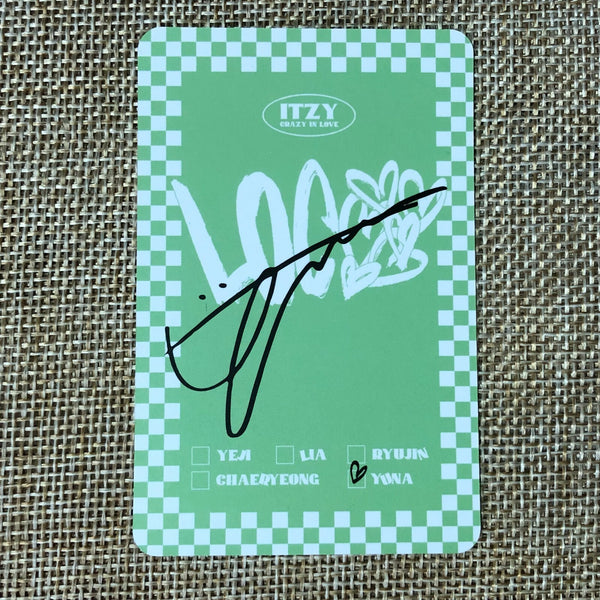 ITZY
CRAZY IN LOVE
LOCO
YEJI LIA RYUJIN
CHAERYEONG YUNA